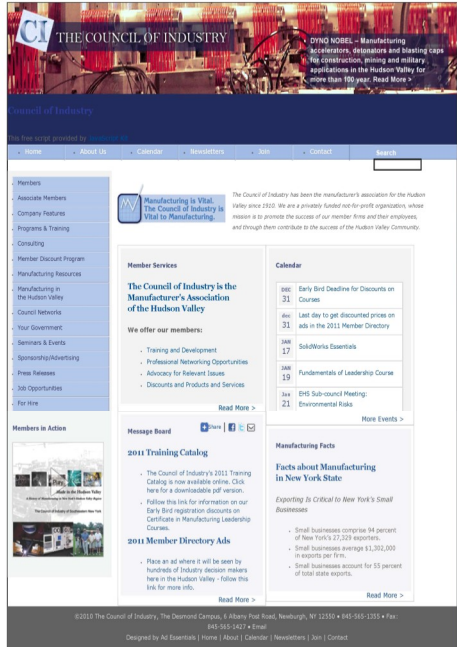 CI THE COUNCIL OF INDUSTRY
DYNO NOBEL – Manufacturing
accelerators, detonators and blasting caps
for construction, mining and military
applications in the Hudson Valley for
more than 100 year. Read More >
Council of Industry
This free script provided by
Home About Us Calendar Newsletters Join Contact Search
Members
Associate Members
Company Features
Programs & Training
Consulting
Member Discount Program
Manufacturing Resources
Manufacturing in
the Hudson Valley
Council Networks
Your Government
Seminars & Events
Sponsorship/Advertising
Press Releases
Job Opportunities
For Hire
Members in Action
Made in the Hudson Valley
Manufacturing is Vital.
The Council of Industry is
Vital to Manufacturing.
The Council of Industry has been the manufacturer's association for the Hudson
Valley since 1910. We are a privately funded not-for-profit organization, whose
mission is to promote the success of our member firms and their employees,
and through them contribute to the success of the Hudson Valley Community.
Member Services
The Council of Industry is the
Manufacturer's Association
of the Hudson Valley
We offer our members:
Training and Development
Professional Networking Opportunities
Advocacy for Relevant Issues
Discounts and Products and Services
Read More >
Calendar
DEC 31 Early Bird Deadline for Discounts on
Courses
dec 31 Last day to get discounted prices on
ads in the 2011 Member Directory
JAN 17 SolidWorks Essentials
JAN 19 Fundamentals of Leadership Course
Jan 21 EHS Sub-council Meeting:
Environmental Risks
More Events >
Message Board
Share
2011 Training Catalog
The Council of Industry's 2011 Training
Catalog is now available online. Click
here for a downloadable pdf version.
Follow this link for information on our
Early Bird registration discounts on
Certificate in Manufacturing Leadership
Courses.
2011 Member Directory Ads
Place an ad where it will be seen by
hundreds of Industry decision makers
here in the Hudson Valley - follow this
link for more info.
Read More >
Manufacturing Facts
Facts about Manufacturing
in New York State
Exporting Is Critical to New York's Small
Businesses
Small businesses comprise 94 percent
of New York's 27,329 exporters.
Small businesses average $1,302,000
in exports per firm.
Small businesses account for 55 percent
of total state exports.
Read More >
©2010 The Council of Industry, The Desmond Campus, 6 Albany Post Road, Newburgh, NY 12550 • 845-565-1355 • Fax:
845-565-1427 • Email
Designed by Ad Essentials | Home | About | Calendar | Newsletters | Join | Contact